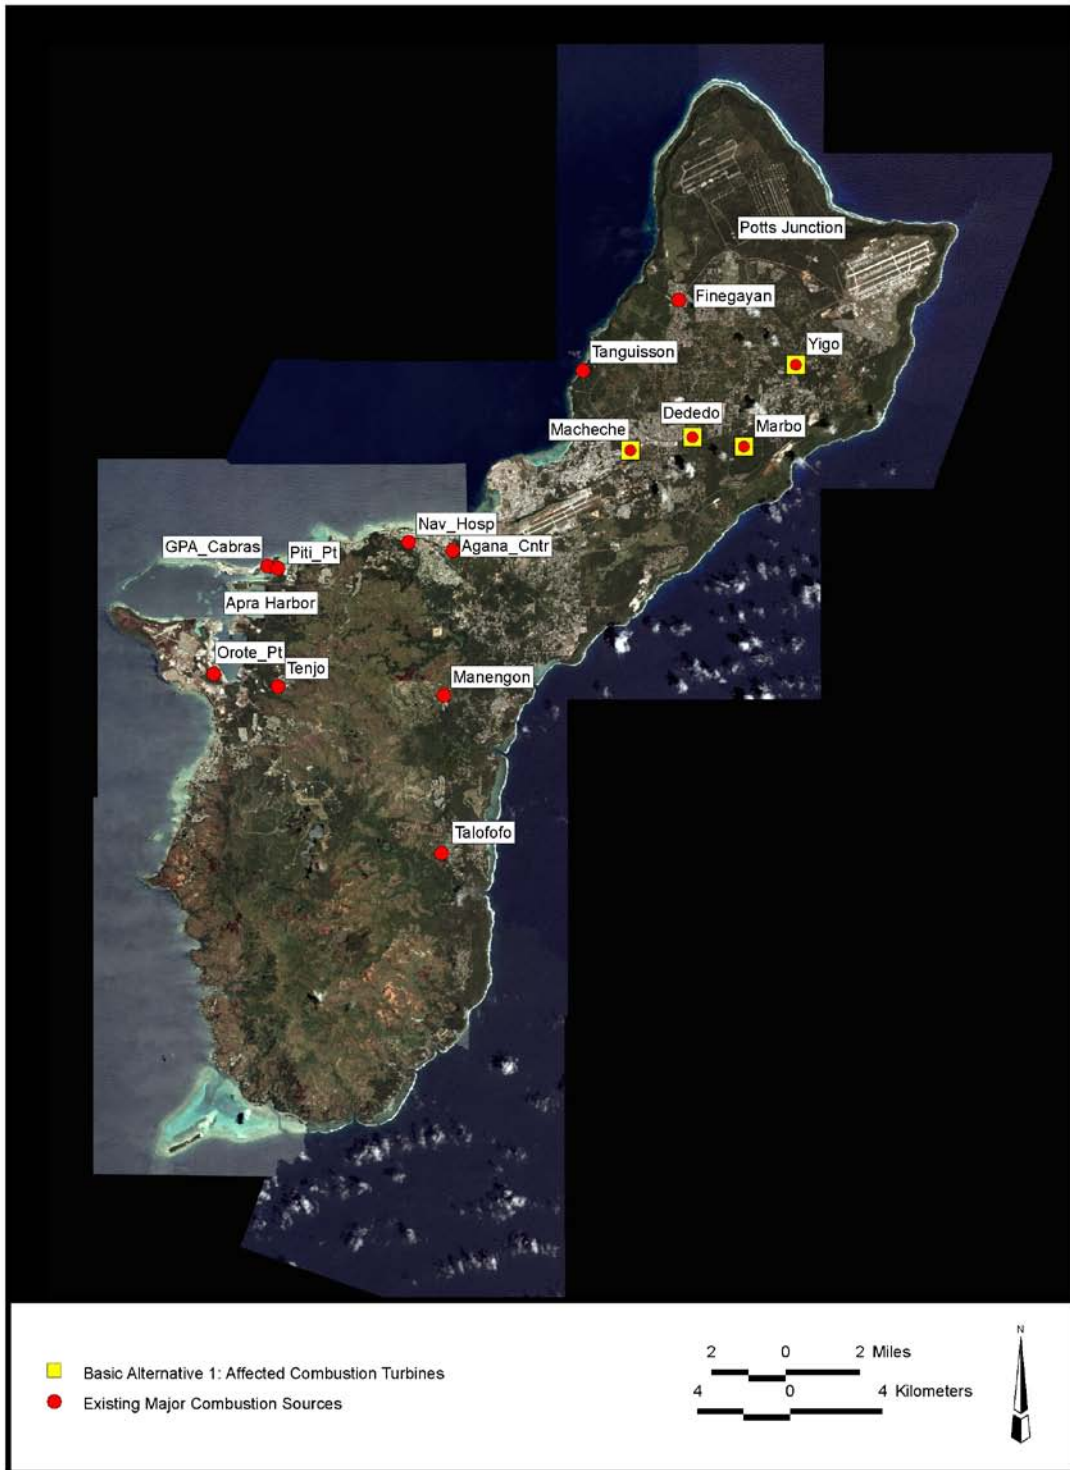 Potts Junction
Finegayan
Tanguisson
Yigo
Dededo
Macheche
Marbo
Nav_Hosp
GPA_Cabras
Piti_Pt
Agana_Cntr
Apra Harbor
Orote_Pt
Tenjo
Manengon
Talofofo
N
2 0 2 Miles
Basic Alternative 1: Affected Combustion Turbines
4 0 4 Kilometers
Existing Major Combustion Sources